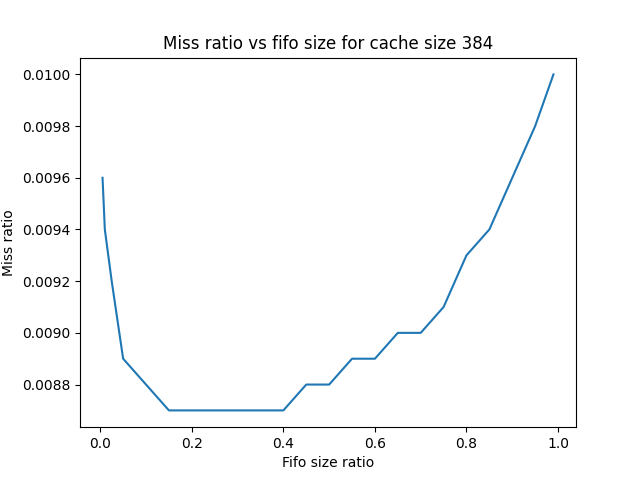 Miss ratio vs fifo size for cache size 384
0.0100
0.0098
0.0096
0.0094
0.0092
0.0090
0.0088
Miss ratio
0.0 0.2 0.4 0.6 0.8 1.0
Fifo size ratio